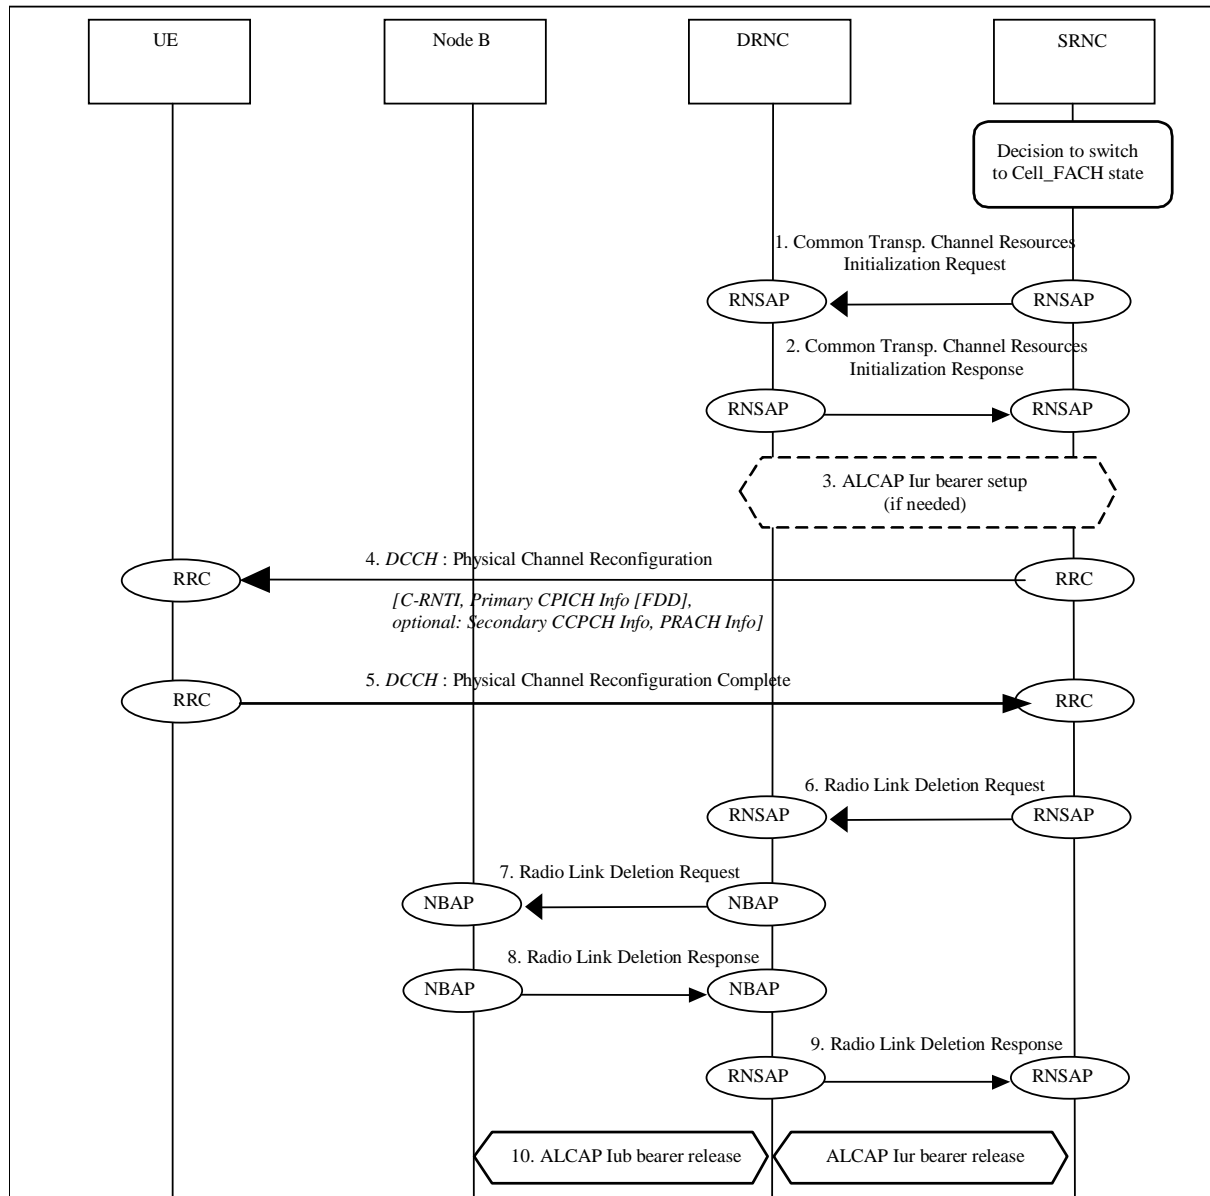 UE
Node B
DRNC
SRNC
Decision to switch
to Cell_FACH state
1. Common Transp. Channel Resources
Initialization Request
RNSAP
RNSAP
2. Common Transp. Channel Resources
Initialization Response
RNSAP
RNSAP
3. ALCAP Iur bearer setup
(if needed)
4. DCCH : Physical Channel Reconfiguration
RRC
RRC
[C-RNTI, Primary CPICH Info [FDD],
optional: Secondary CCPCH Info, PRACH Info]
5. DCCH : Physical Channel Reconfiguration Complete
RRC
RRC
6. Radio Link Deletion Request
RNSAP
RNSAP
7. Radio Link Deletion Request
NBAP
NBAP
8. Radio Link Deletion Response
NBAP
NBAP
9. Radio Link Deletion Response
RNSAP
RNSAP
10. ALCAP Iub bearer release
ALCAP Iur bearer release